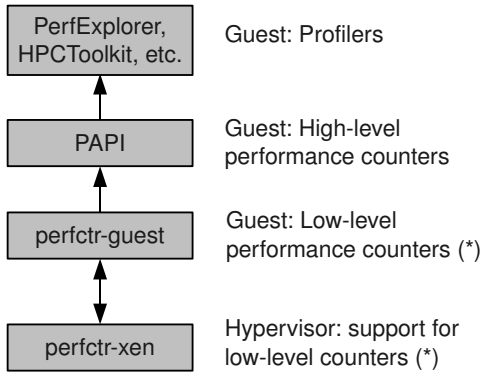 PerfExplorer,
HPCToolkit, etc.
Guest: Profilers
PAPI
Guest: High-level
performance counters
perfctr-guest
Guest: Low-level
performance counters (*)
perfctr-xen
Hypervisor: support for
low-level counters (*)